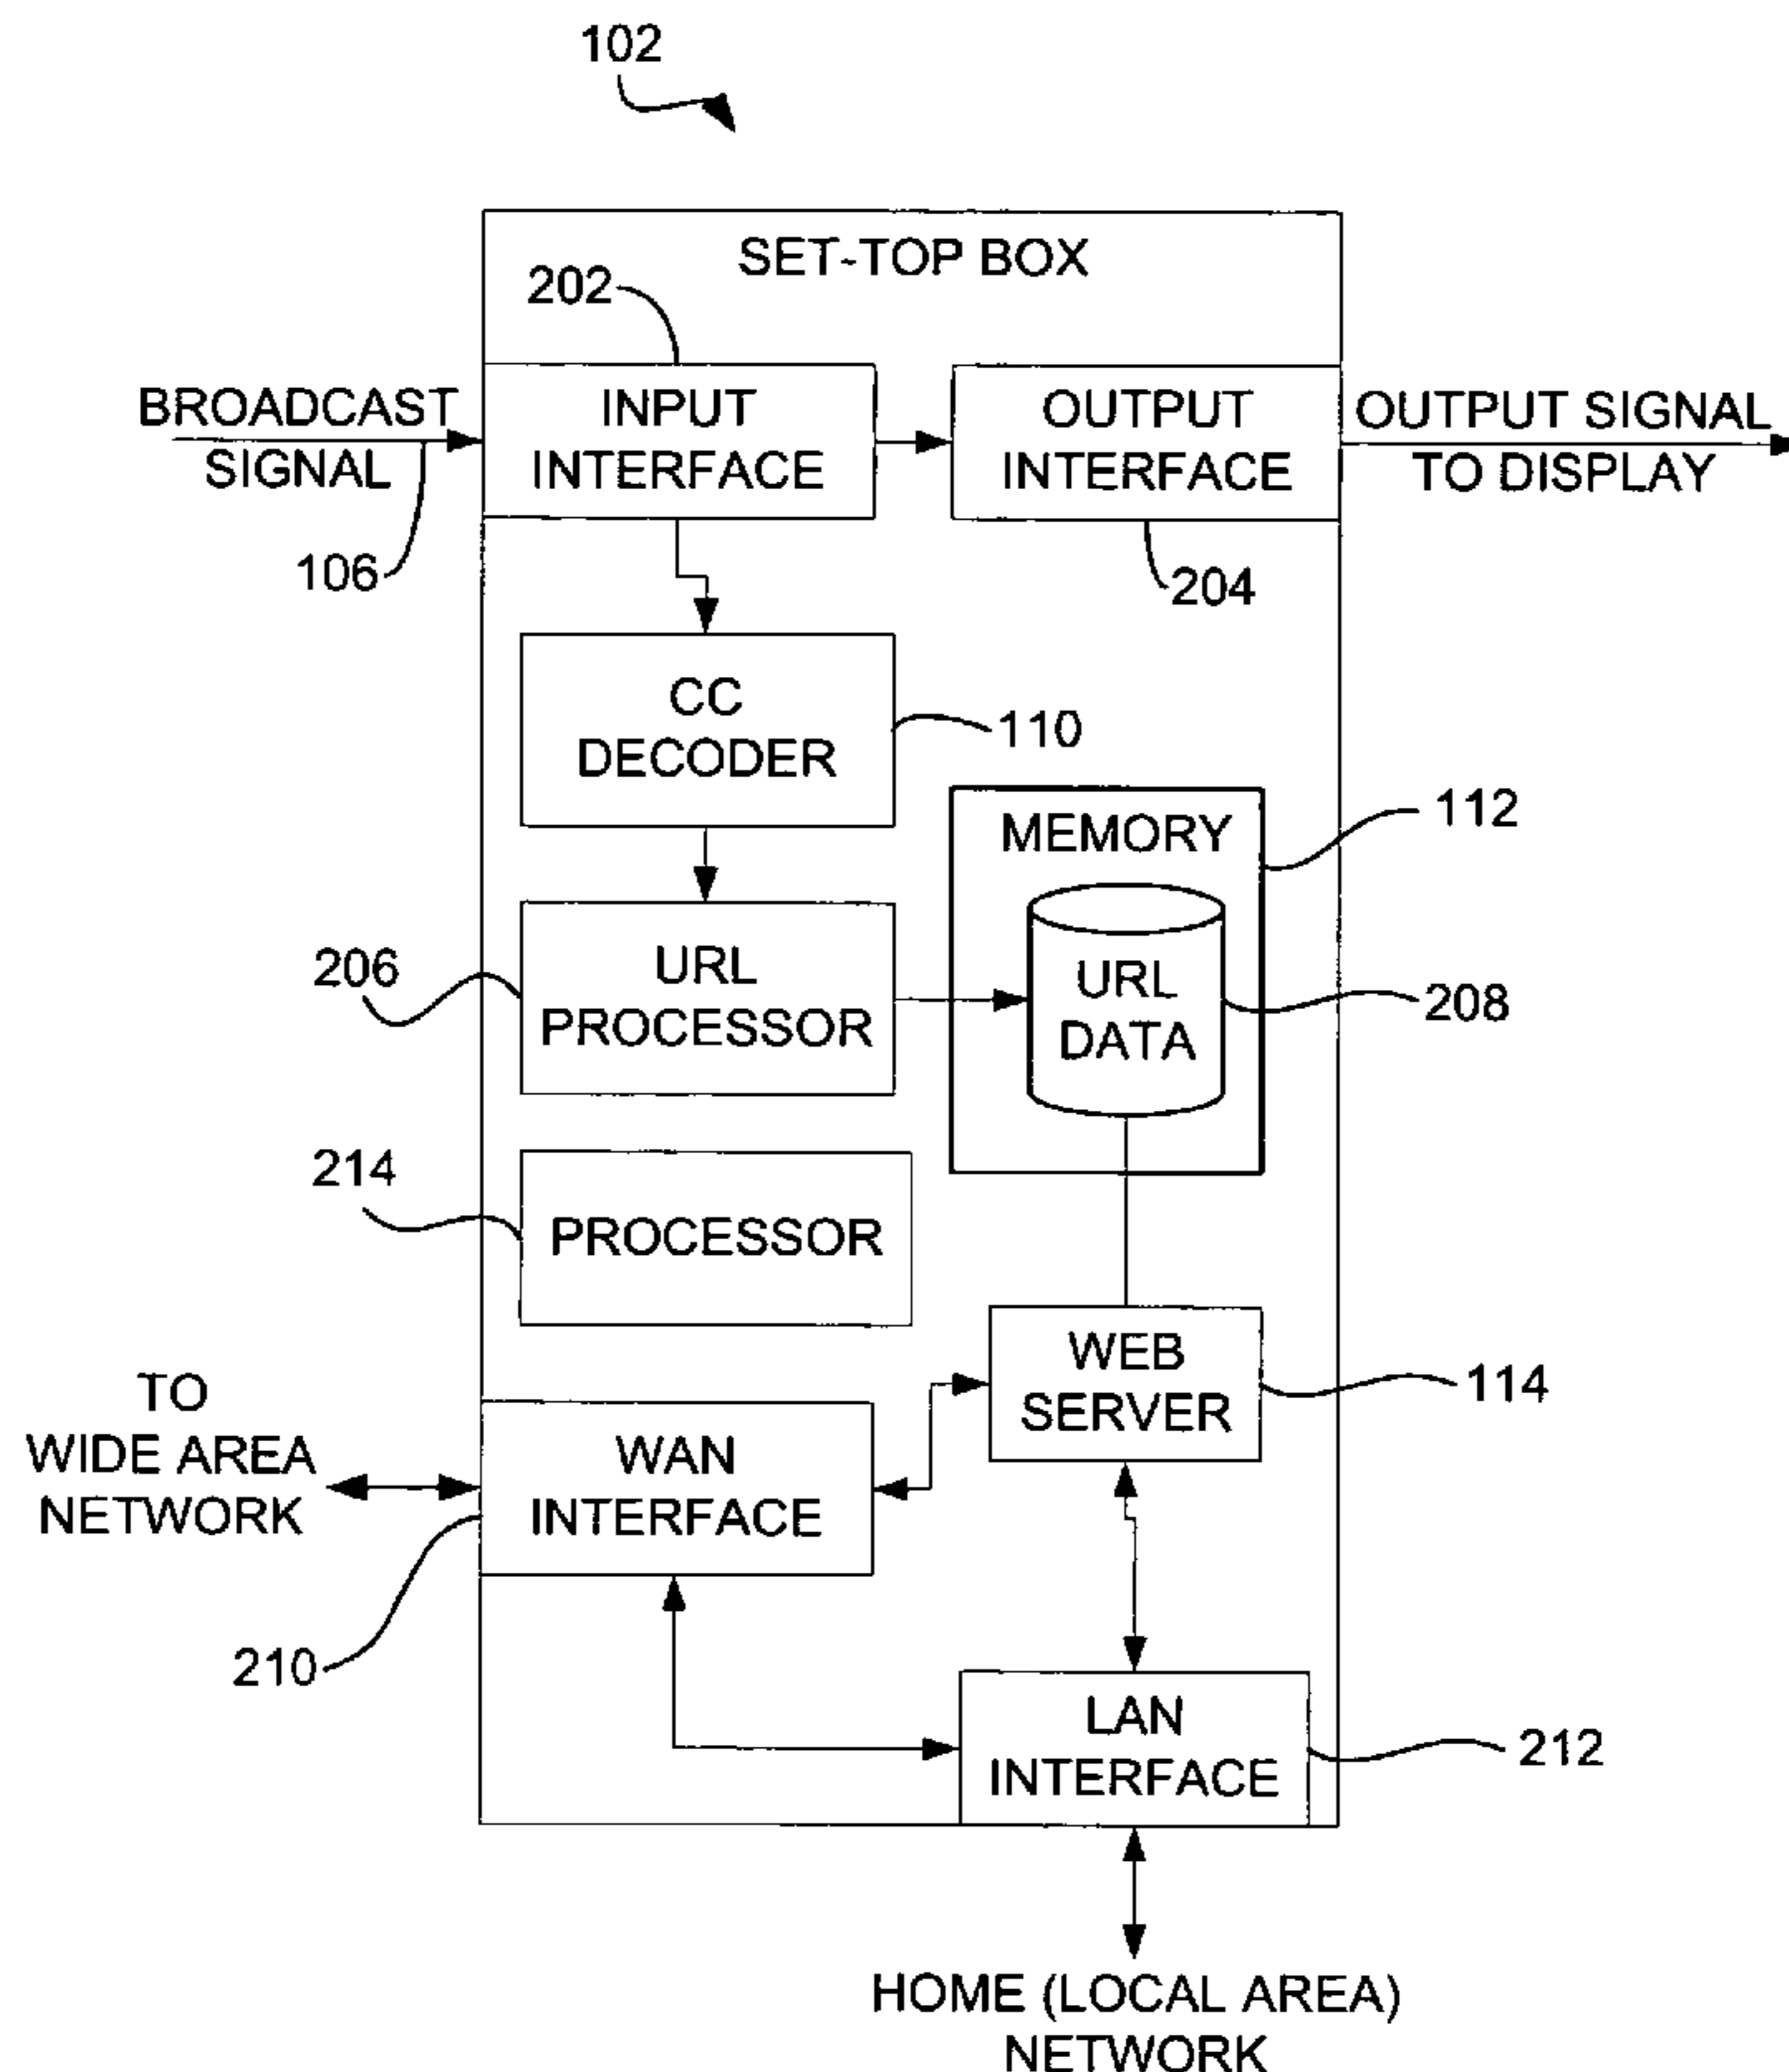 102
SET-TOP BOX
202
BROADCAST
SIGNAL
INPUT
INTERFACE
OUTPUT
INTERFACE
OUTPUT SIGNAL
TO DISPLAY
106
204
CC
DECODER
110
MEMORY
112
206
URL
PROCESSOR
URL
DATA
208
214
PROCESSOR
WEB
SERVER
114
TO
WIDE AREA
NETWORK
WAN
INTERFACE
210
LAN
INTERFACE
212
HOME (LOCAL AREA)
NETWORK